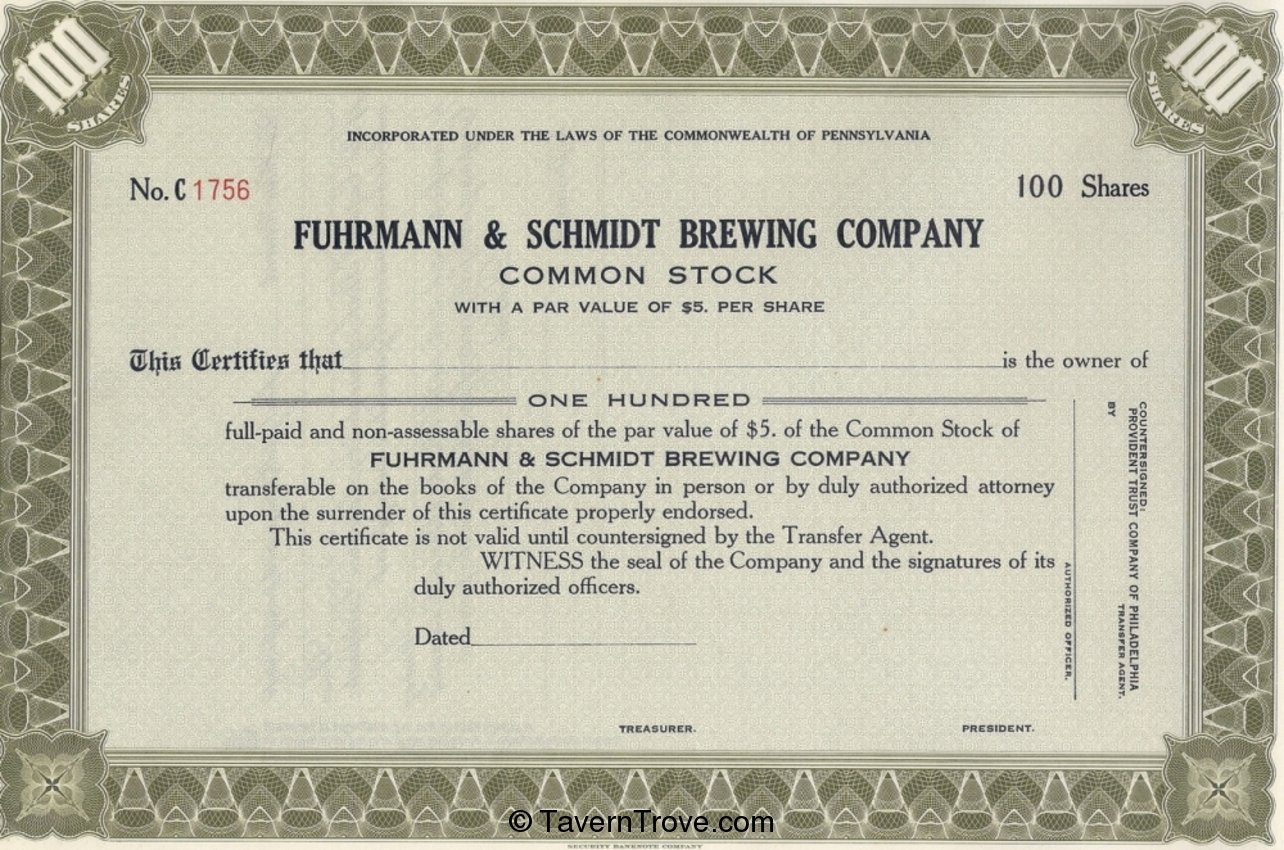 100 SHARES
100 SHARES
INCORPORATED UNDER THE LAWS OF THE COMMONWEALTH OF PENNSYLVANIA
No. C 1756
100 Shares
FUHRMANN & SCHMIDT BREWING COMPANY
COMMON STOCK
WITH A PAR VALUE OF $5. PER SHARE
This Certifies that is the owner of
ONE HUNDRED
full-paid and non-assessable shares of the par value of $5. of the Common Stock of
FUHRMANN & SCHMIDT BREWING COMPANY
transferable on the books of the Company in person or by duly authorized attorney
upon the surrender of this certificate properly endorsed.
This certificate is not valid until countersigned by the Transfer Agent.
WITNESS the seal of the Company and the signatures of its
duly authorized officers.
Dated
TREASURER.
PRESIDENT.
COUNTERSIGNED:
PROVIDENT TRUST COMPANY OF PHILADELPHIA
TRANSFER AGENT.
BY
AUTHORIZED OFFICER.
© TavernTrove.com
SECURITY BANKNOTE COMPANY